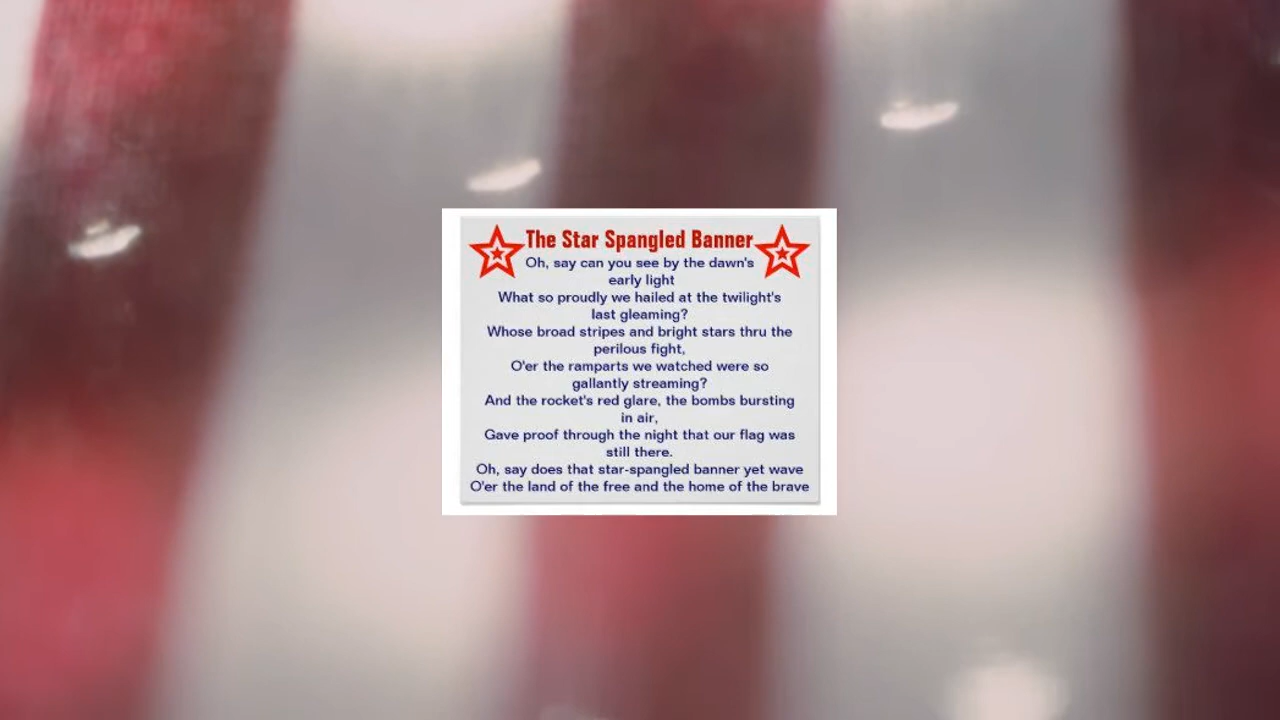 The Star Spangled Banner
Oh, say can you see by the dawn's
early light
What so proudly we hailed at the twilight's
last gleaming?
Whose broad stripes and bright stars thru the
perilous fight,
O'er the ramparts we watched were so
gallantly streaming?
And the rocket's red glare, the bombs bursting
in air,
Gave proof through the night that our flag was
still there.
Oh, say does that star-spangled banner yet wave
O'er the land of the free and the home of the brave